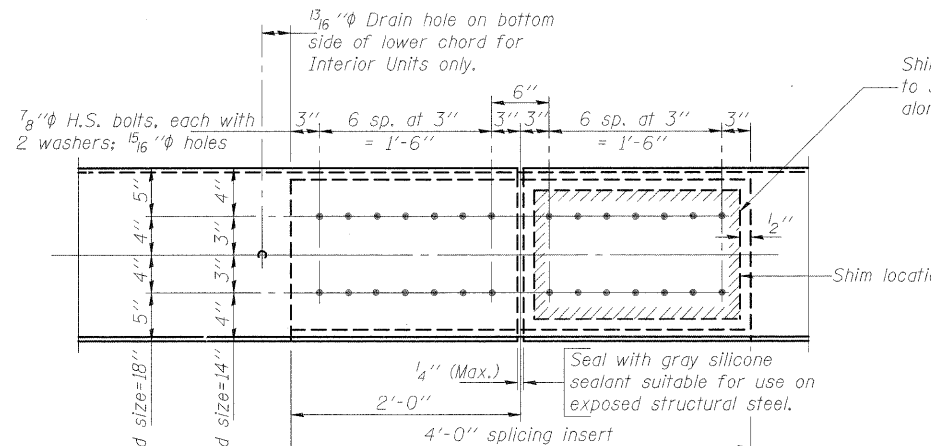 13/16"φ Drain hole on bottom
side of lower chord for
Interior Units only.
7/8"φ H.S. bolts, each with
2 washers; 15/16"φ holes
3"
6 sp. at 3"
= 1'-6"
6"
3"
3"
6 sp. at 3"
= 1'-6"
3"
Shi
to
alon
5"
4"
4"
5"
4"
3"
3"
4"
1/2"
Shim locatio
d size=18"
d size=14"
1/4" (Max.)
Seal with gray silicone
sealant suitable for use on
exposed structural steel.
2'-0"
4'-0" splicing insert